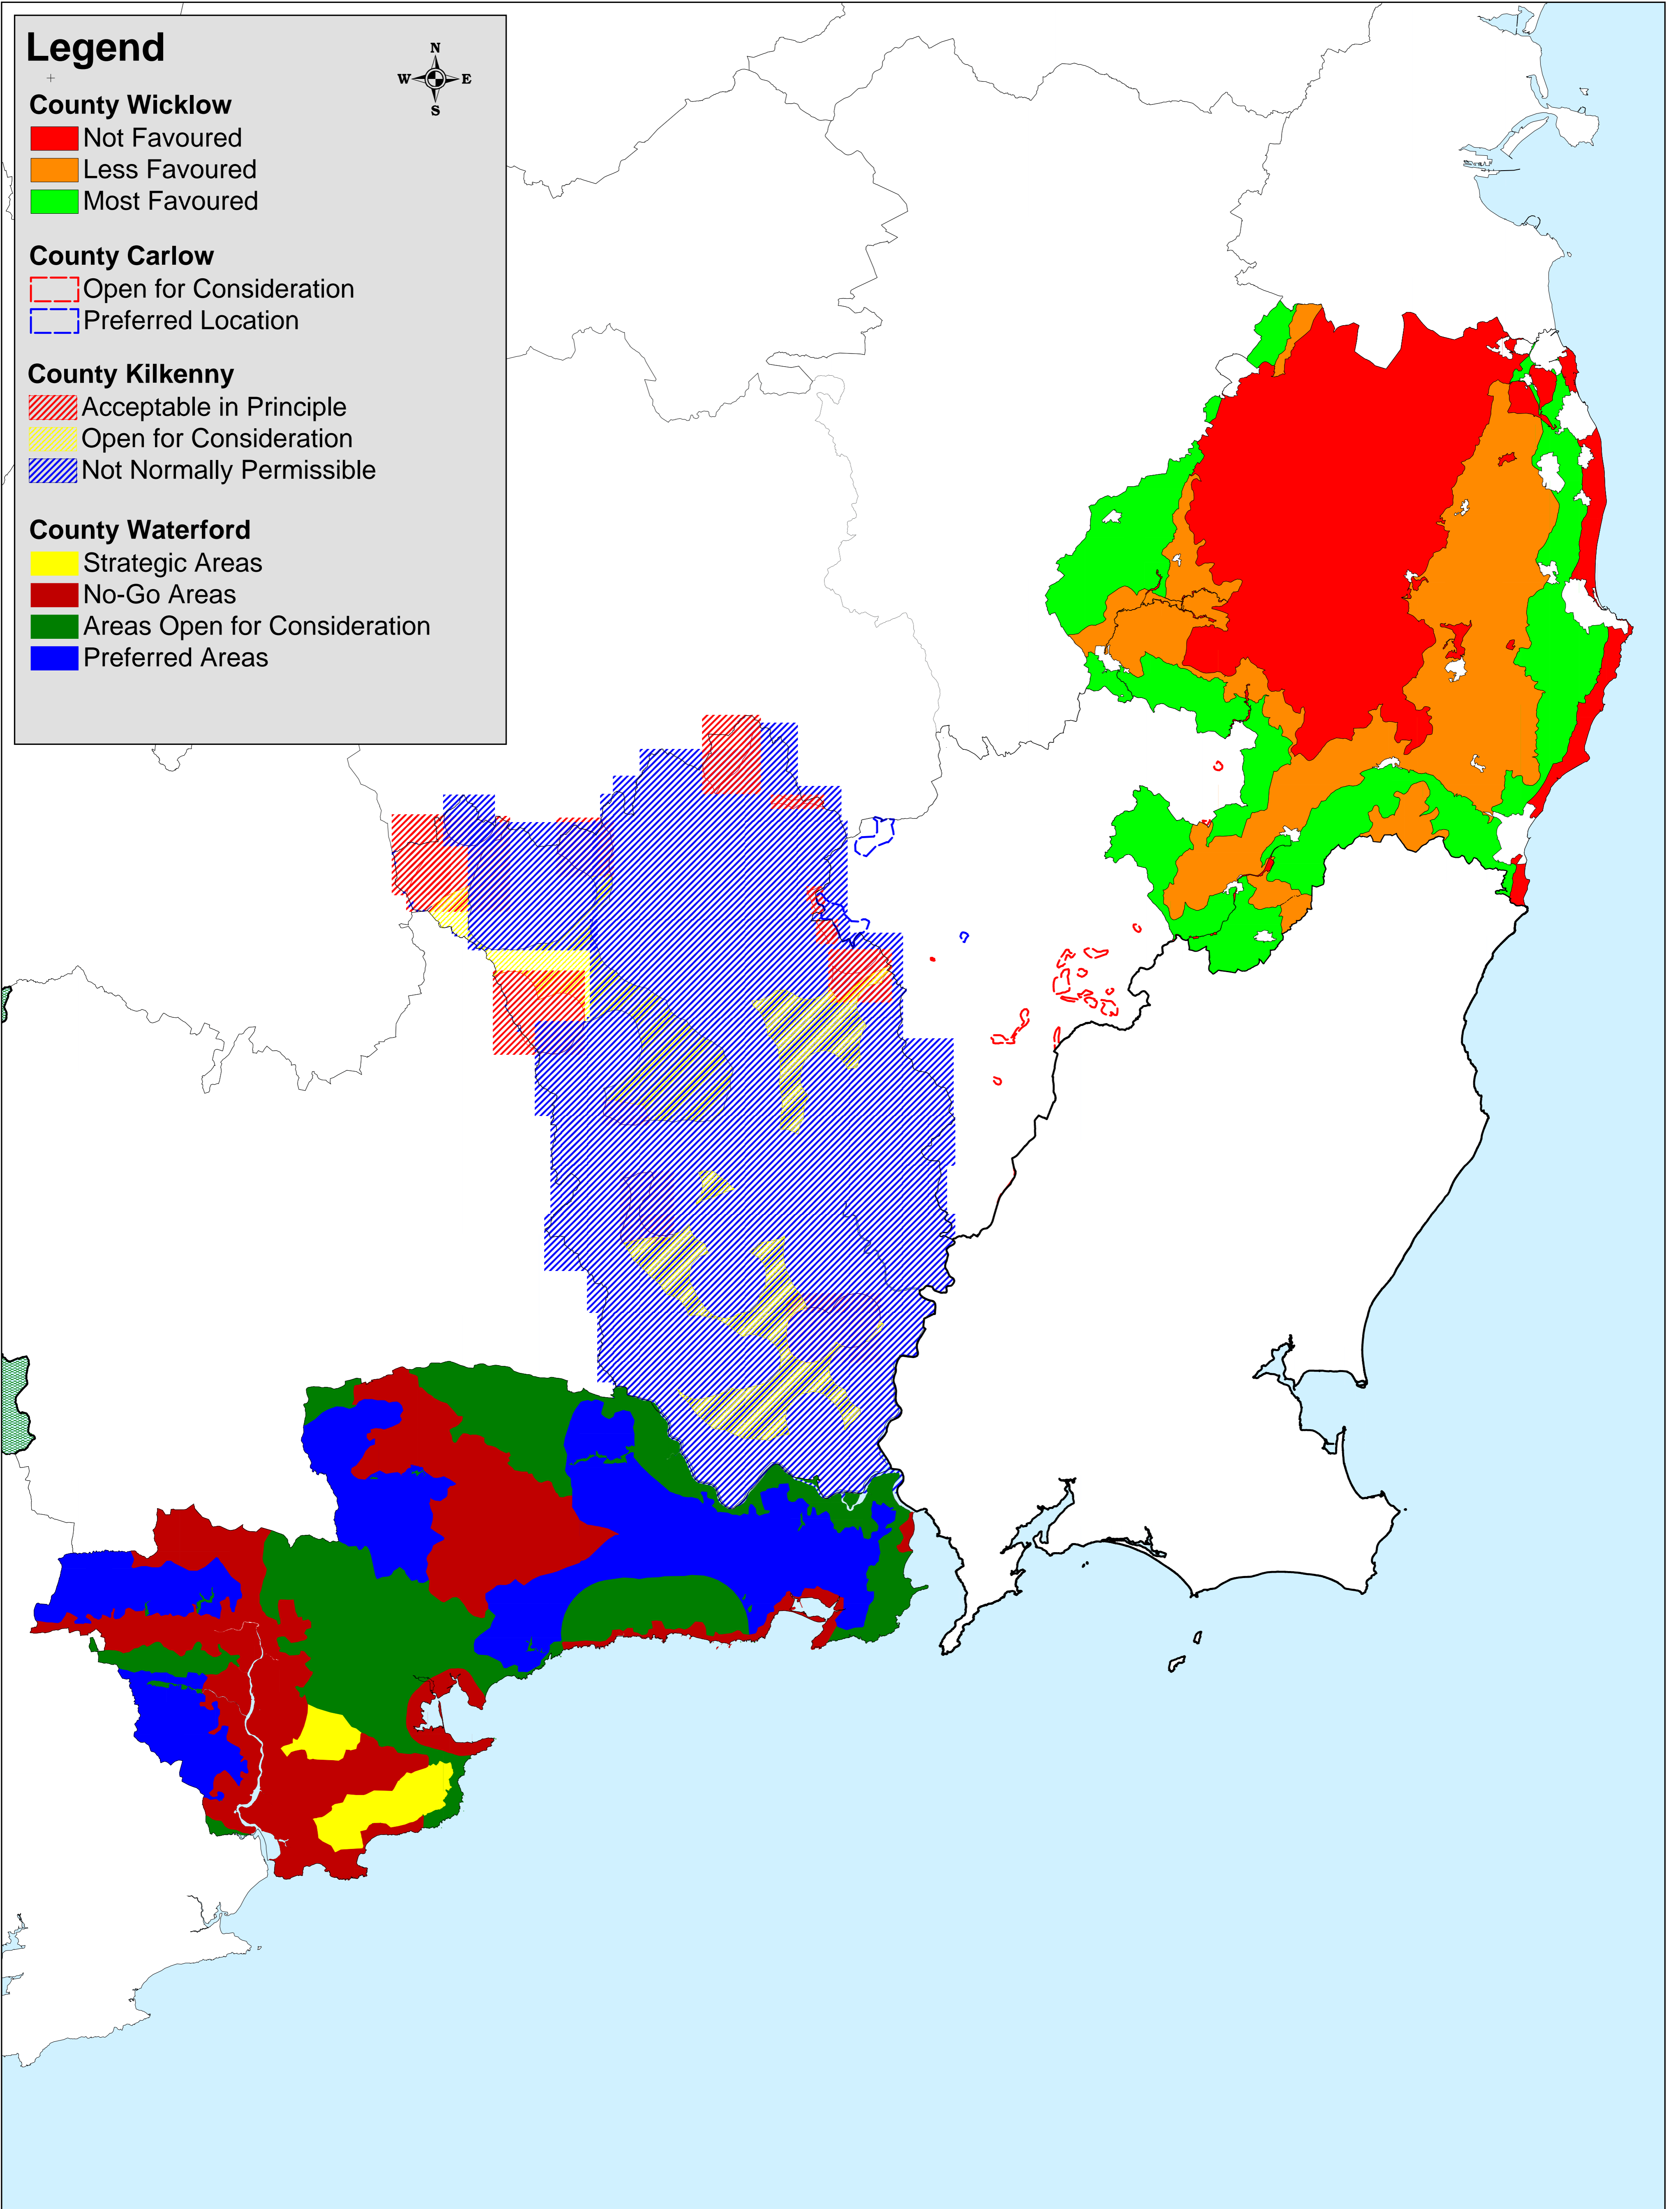 Legend
N
W E
S
County Wicklow
Not Favoured
Less Favoured
Most Favoured
County Carlow
Open for Consideration
Preferred Location
County Kilkenny
Acceptable in Principle
Open for Consideration
Not Normally Permissible
County Waterford
Strategic Areas
No-Go Areas
Areas Open for Consideration
Preferred Areas